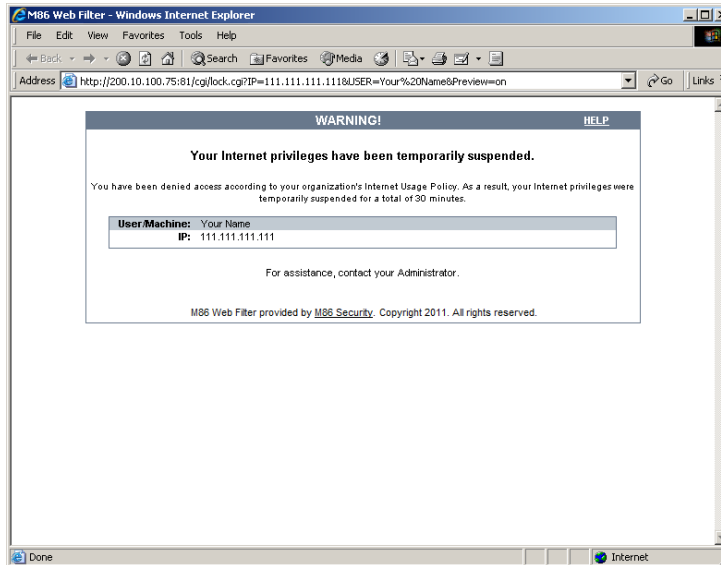 M86 Web Filter - Windows Internet Explorer
File Edit View Favorites Tools Help
Back Search Favorites Media
Address http://200.10.100.75:81/cgi/lock.cgi?IP=111.111.111.111&USER=Your%20Name&Preview=on Go Links
WARNING! HELP
Your Internet privileges have been temporarily suspended.
You have been denied access according to your organization's Internet Usage Policy. As a result, your Internet privileges were
temporarily suspended for a total of 30 minutes.
User/Machine: Your Name
IP: 111.111.111.111
For assistance, contact your Administrator.
M86 Web Filter provided by M86 Security. Copyright 2011. All rights reserved.
Done Internet